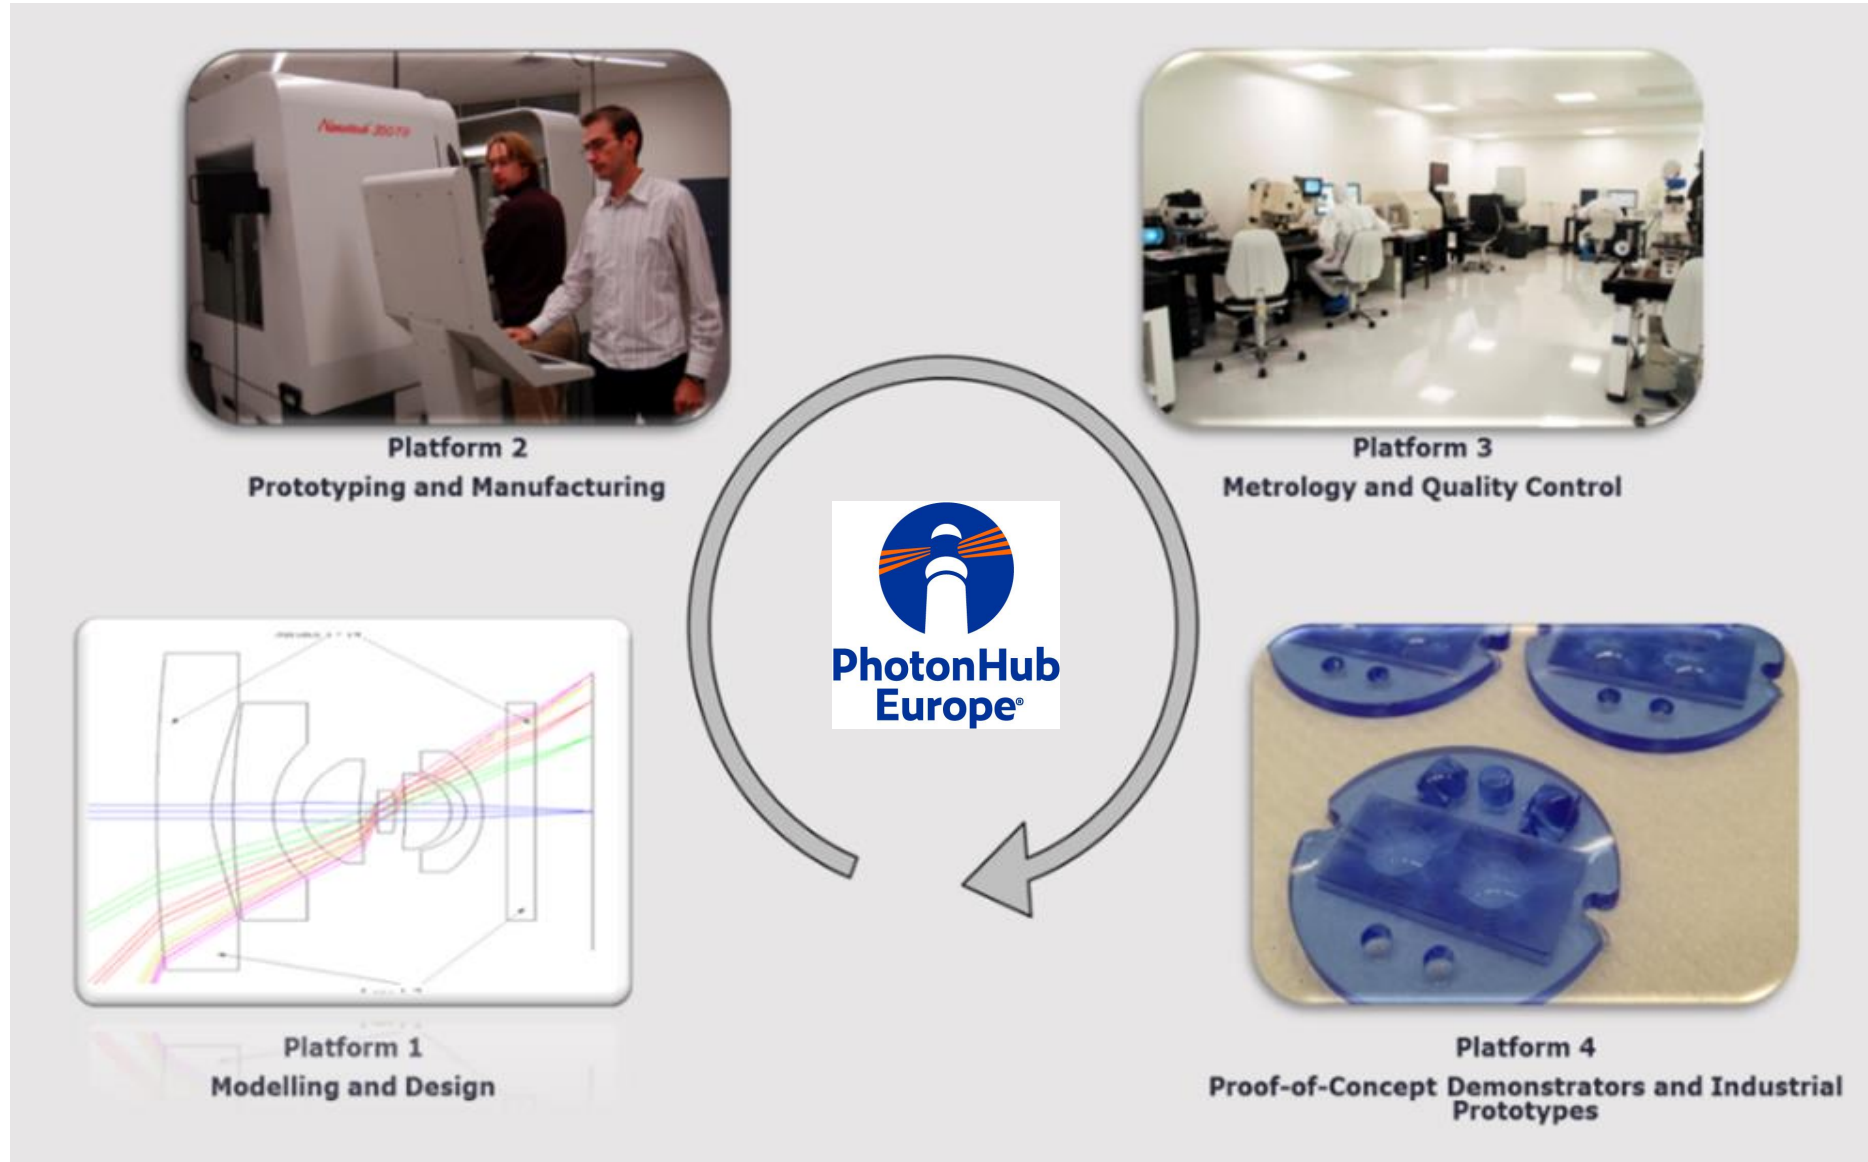 Platform 2
Prototyping and Manufacturing
Platform 3
Metrology and Quality Control
PhotonHub
Europe®
Platform 1
Modelling and Design
Platform 4
Proof-of-Concept Demonstrators and Industrial
Prototypes